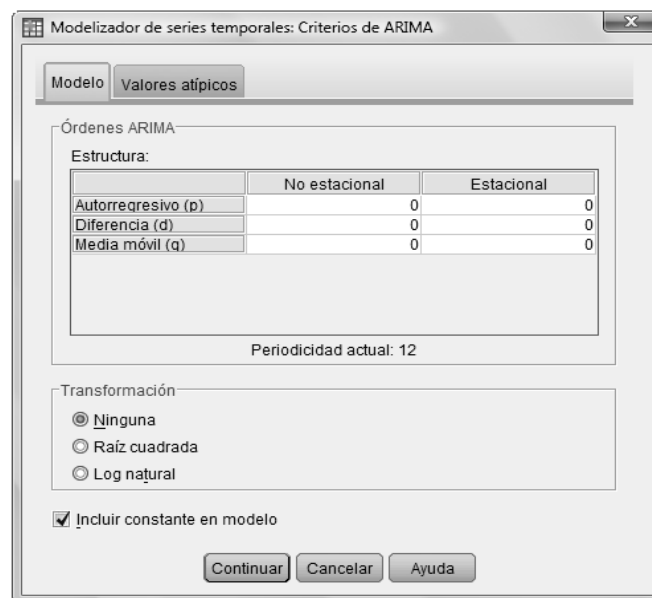 Modelizador de series temporales: Criterios de ARIMA
Modelo Valores atípicos
Órdenes ARIMA
Estructura:
No estacional Estacional
Autorregresivo (p) 0 0
Diferencia (d) 0 0
Media móvil (q) 0 0
Periodicidad actual: 12
Transformación
Ninguna
Raíz cuadrada
Log natural
Incluir constante en modelo
Continuar Cancelar Ayuda